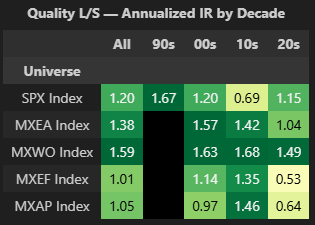 Quality L/S — Annualized IR by Decade
All 90s 00s 10s 20s
Universe
SPX Index 1.20 1.67 1.20 0.69 1.15
MXEA Index 1.38 1.57 1.42 1.04
MXWO Index 1.59 1.63 1.68 1.49
MXEF Index 1.01 1.14 1.35 0.53
MXAP Index 1.05 0.97 1.46 0.64